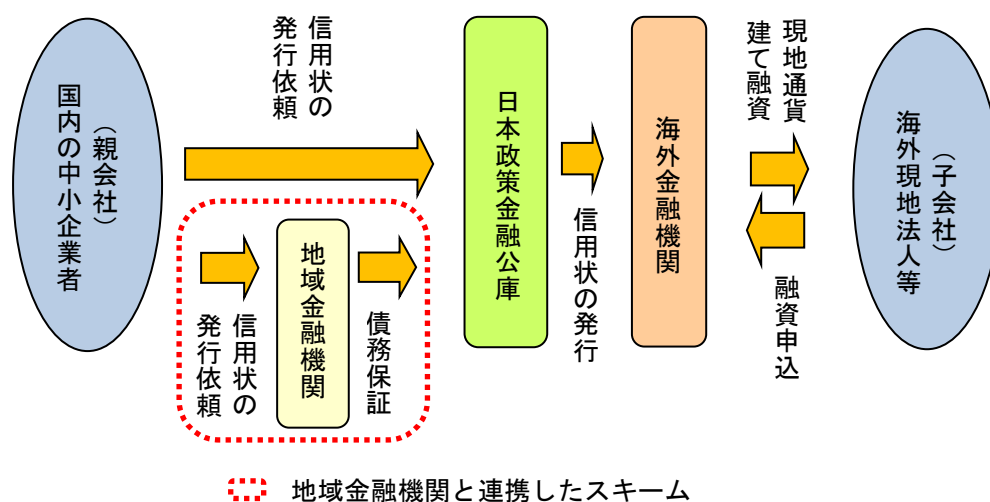 国内の中小企業者
（親会社）
信用状の
発行依頼
信用状の
発行依頼
地域金融機関
債務保証
日本政策金融公庫
信用状の発行
海外金融機関
現地通貨
建て融資
融資申込
海外現地法人等
（子会社）
地域金融機関と連携したスキーム